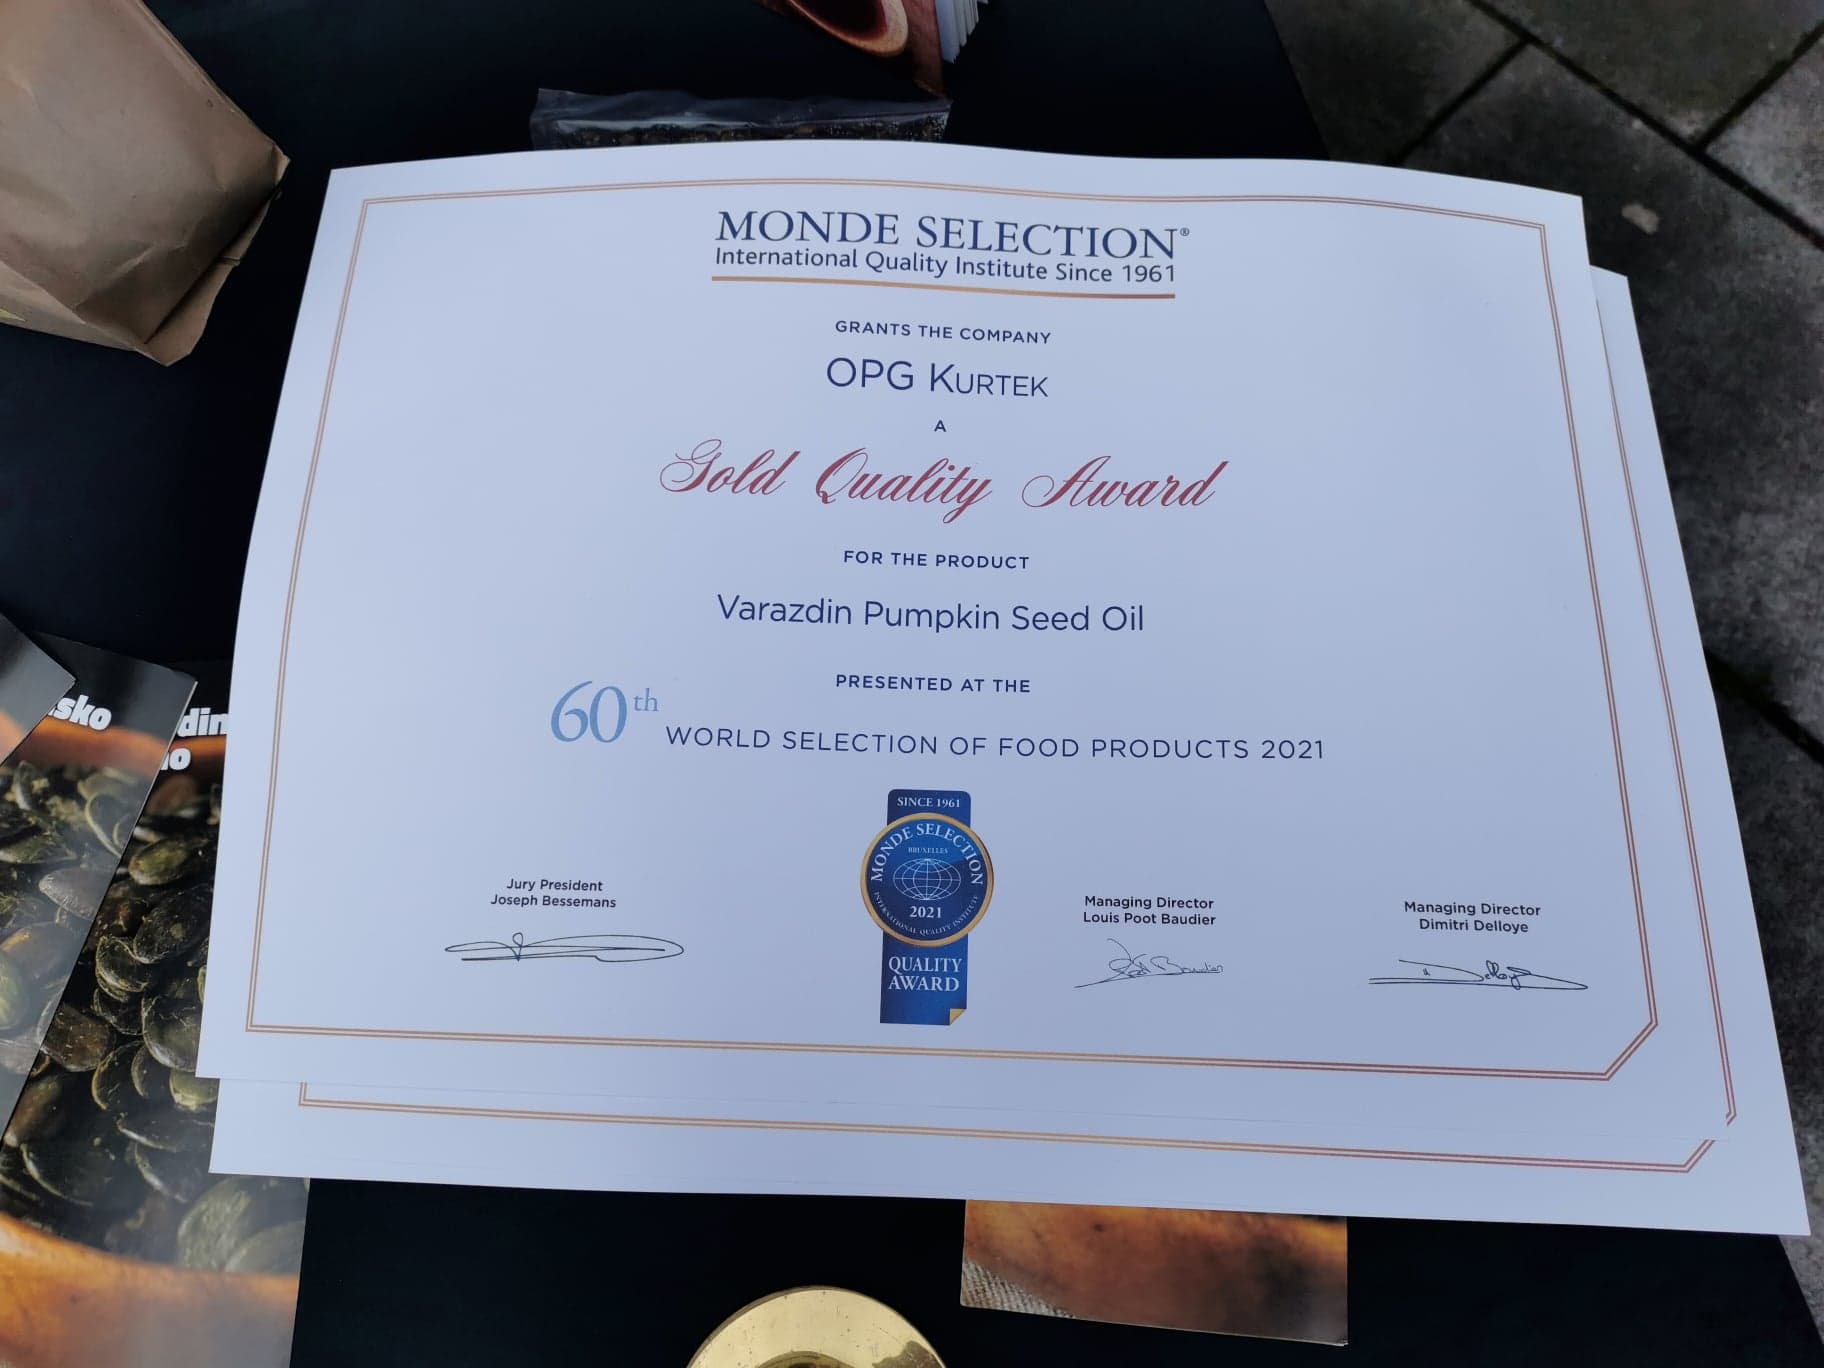 MONDE SELECTION®
International Quality Institute Since 1961
GRANTS THE COMPANY
OPG KURTEK
A
Gold Quality Award
FOR THE PRODUCT
Varazdin Pumpkin Seed Oil
PRESENTED AT THE
60th WORLD SELECTION OF FOOD PRODUCTS 2021
SINCE 1961
MONDE SELECTION
BRUXELLES
2021
INTERNATIONAL QUALITY INSTITUTE
QUALITY
AWARD
Jury President
Joseph Bessemans
Managing Director
Louis Poot Baudier
Managing Director
Dimitri Delloye